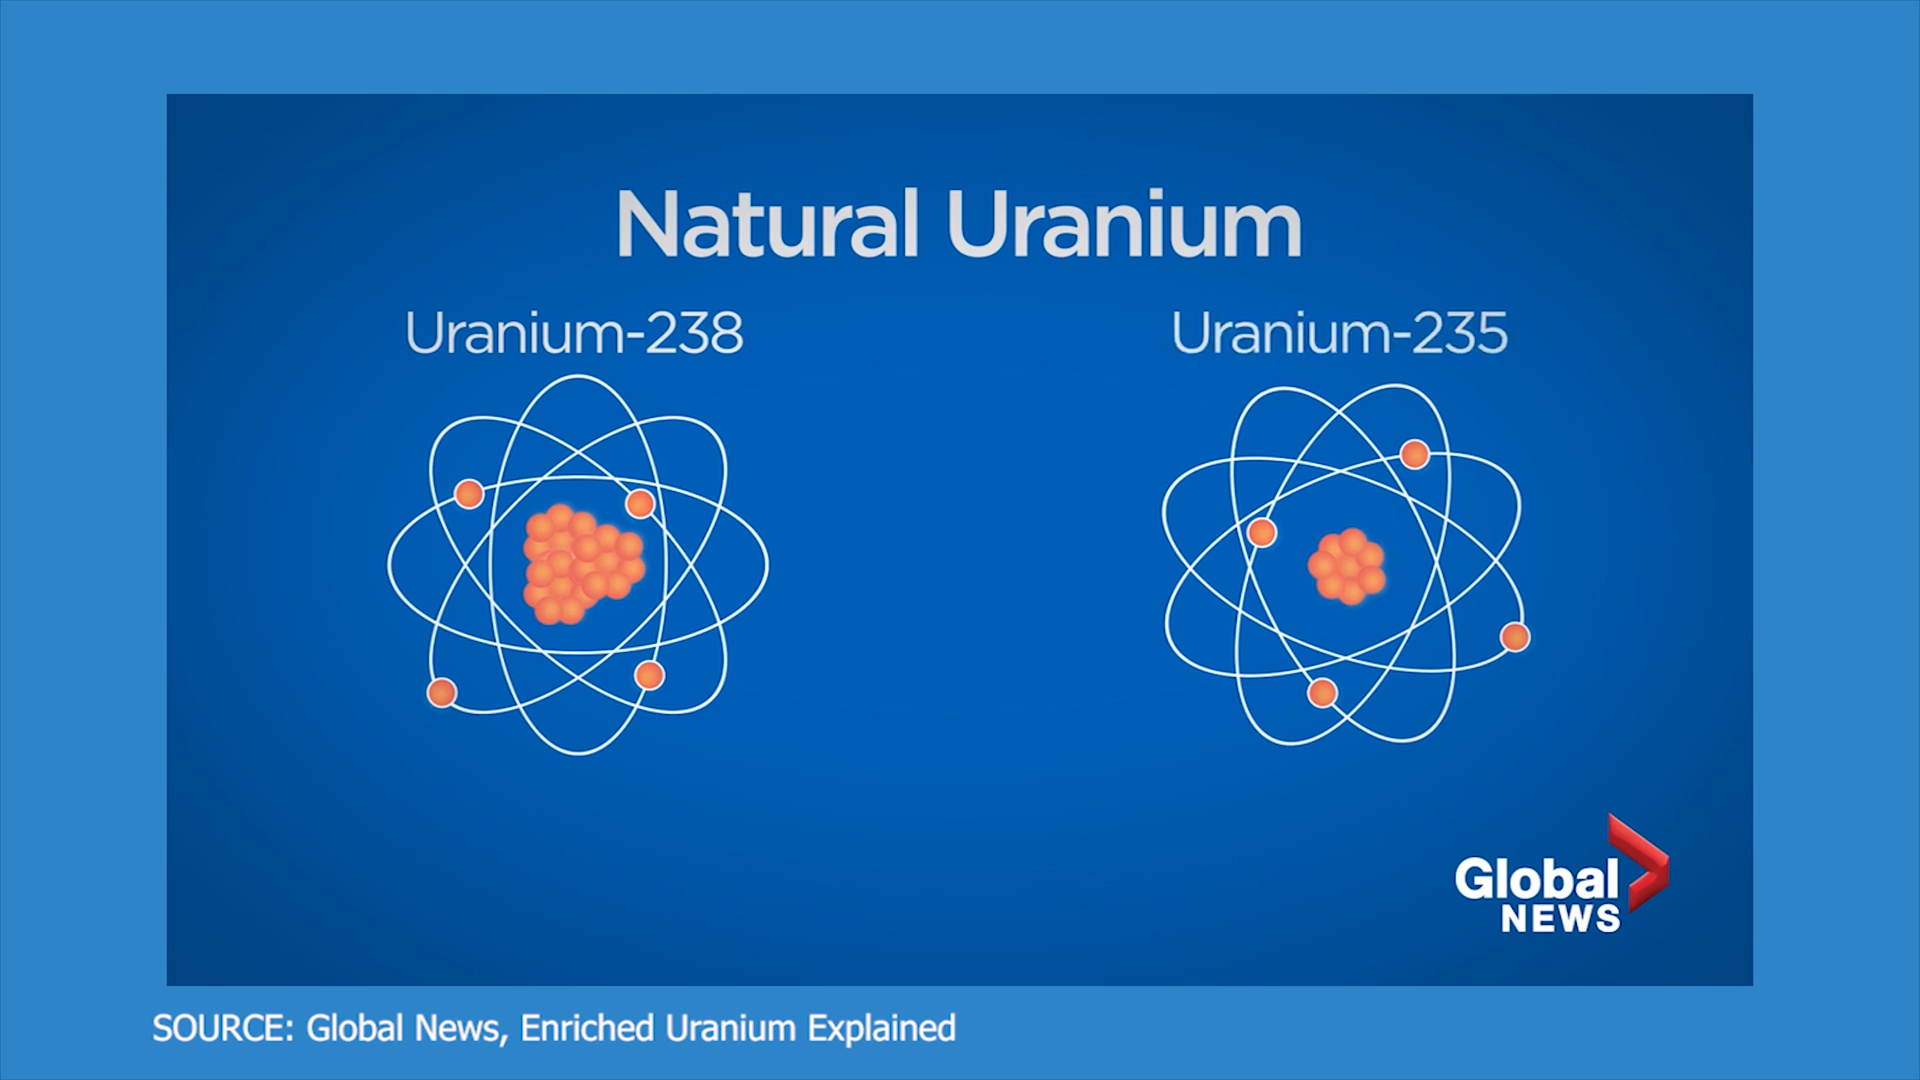 Natural Uranium
Uranium-238
Uranium-235
Global
NEWS
SOURCE: Global News, Enriched Uranium Explained